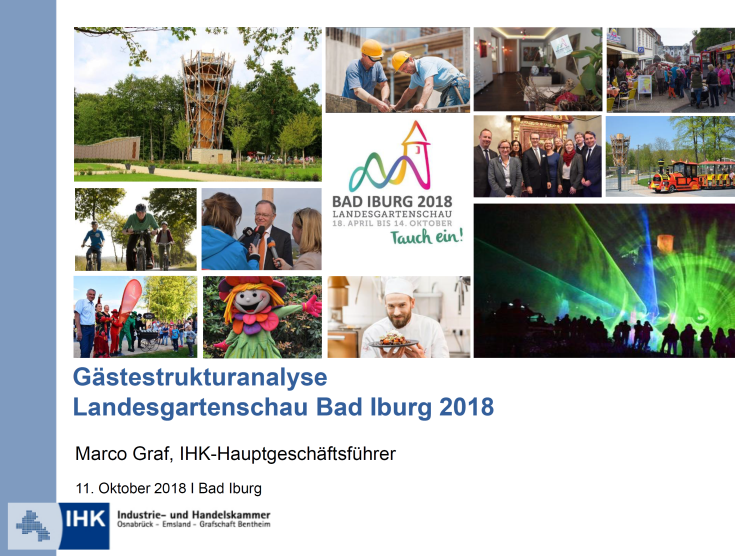 BAD IBURG 2018
LANDESGARTENSCHAU
18. APRIL BIS 14. OKTOBER
Tauch ein!
Gästestrukturanalyse
Landesgartenschau Bad Iburg 2018
Marco Graf, IHK-Hauptgeschäftsführer
11. Oktober 2018 I Bad Iburg
IHK
Industrie- und Handelskammer
Osnabrück - Emsland - Grafschaft Bentheim